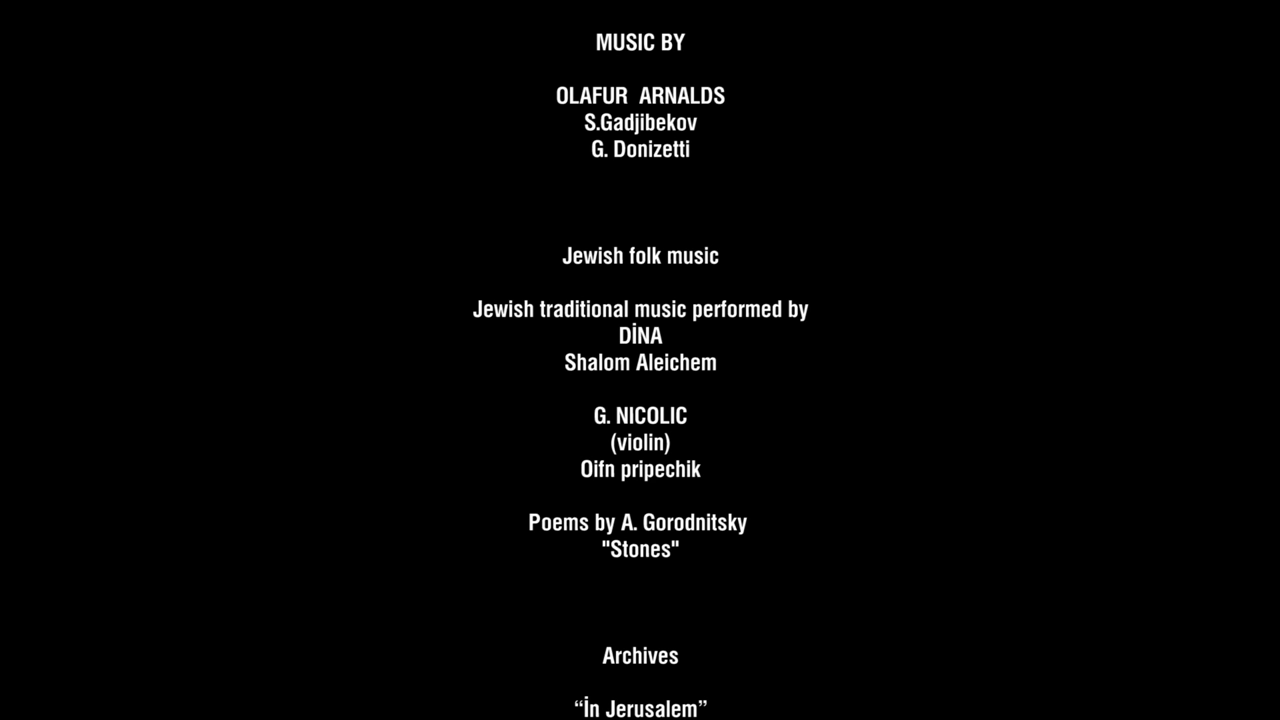 MUSIC BY
OLAFUR ARNALDS
S.Gadjibekov
G. Donizetti
Jewish folk music
Jewish traditional music performed by
DİNA
Shalom Aleichem
G. NICOLIC
(violin)
Oifn pripechik
Poems by A. Gorodnitsky
"Stones"
Archives
“İn Jerusalem”